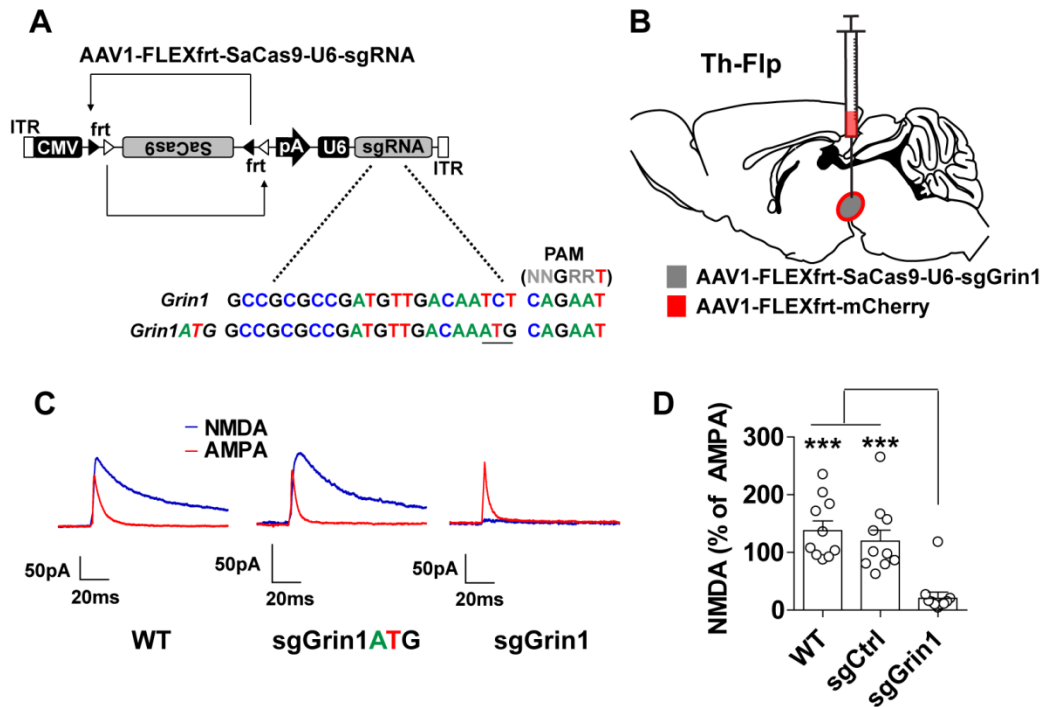 A
AAV1-FLEXfrt-SaCas9-U6-sgRNA
ITR
frt
CMV
SaCas9
pA
U6
sgRNA
frt
ITR
PAM
(NNGRRT)
Grin1 GCCGCGCCGATGTTGACAATCT CAGAAT
Grin1ATG GCCGCGCCGATGTTGACAAATG CAGAAT
B
Th-Flp
AAV1-FLEXfrt-SaCas9-U6-sgGrin1
AAV1-FLEXfrt-mCherry
C
NMDA
AMPA
50pA
20ms
50pA
20ms
50pA
20ms
WT
sgGrin1ATG
sgGrin1
D
NMDA (% of AMPA)
300
200
100
0
***
***
WT
sgCtrl
sgGrin1